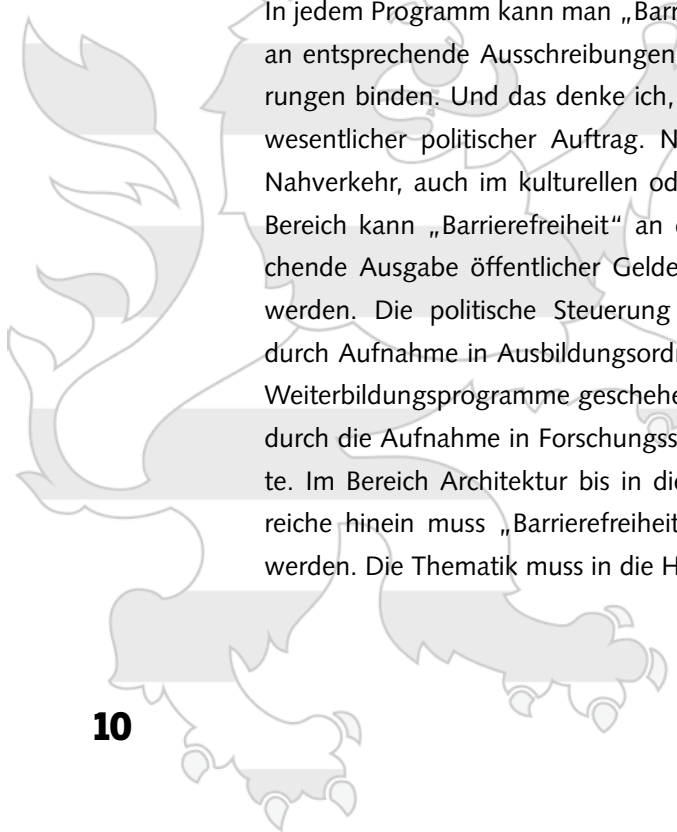 In jedem Programm kann man „Barr
an entsprechende Ausschreibungen
rungen binden. Und das denke ich,
wesentlicher politischer Auftrag. N
Nahverkehr, auch im kulturellen od
Bereich kann „Barrierefreiheit“ an
chende Ausgabe öffentlicher Gelde
werden. Die politische Steuerung
durch Aufnahme in Ausbildungsord
Weiterbildungsprogramme gescheh
durch die Aufnahme in Forschungss
te. Im Bereich Architektur bis in die
reiche hinein muss „Barrierefreiheit
werden. Die Thematik muss in die H
10